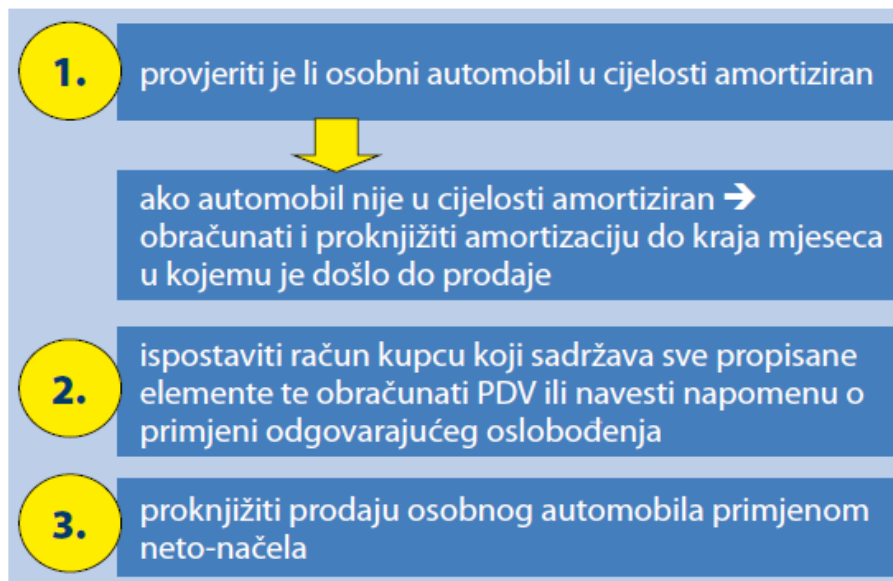 1.
provjeriti je li osobni automobil u cijelosti amortiziran
ako automobil nije u cijelosti amortiziran ➔
obračunati i proknjižiti amortizaciju do kraja mjeseca
u kojemu je došlo do prodaje
2.
ispostaviti račun kupcu koji sadržava sve propisane
elemente te obračunati PDV ili navesti napomenu o
primjeni odgovarajućeg oslobođenja
3.
proknjižiti prodaju osobnog automobila primjenom
neto-načela